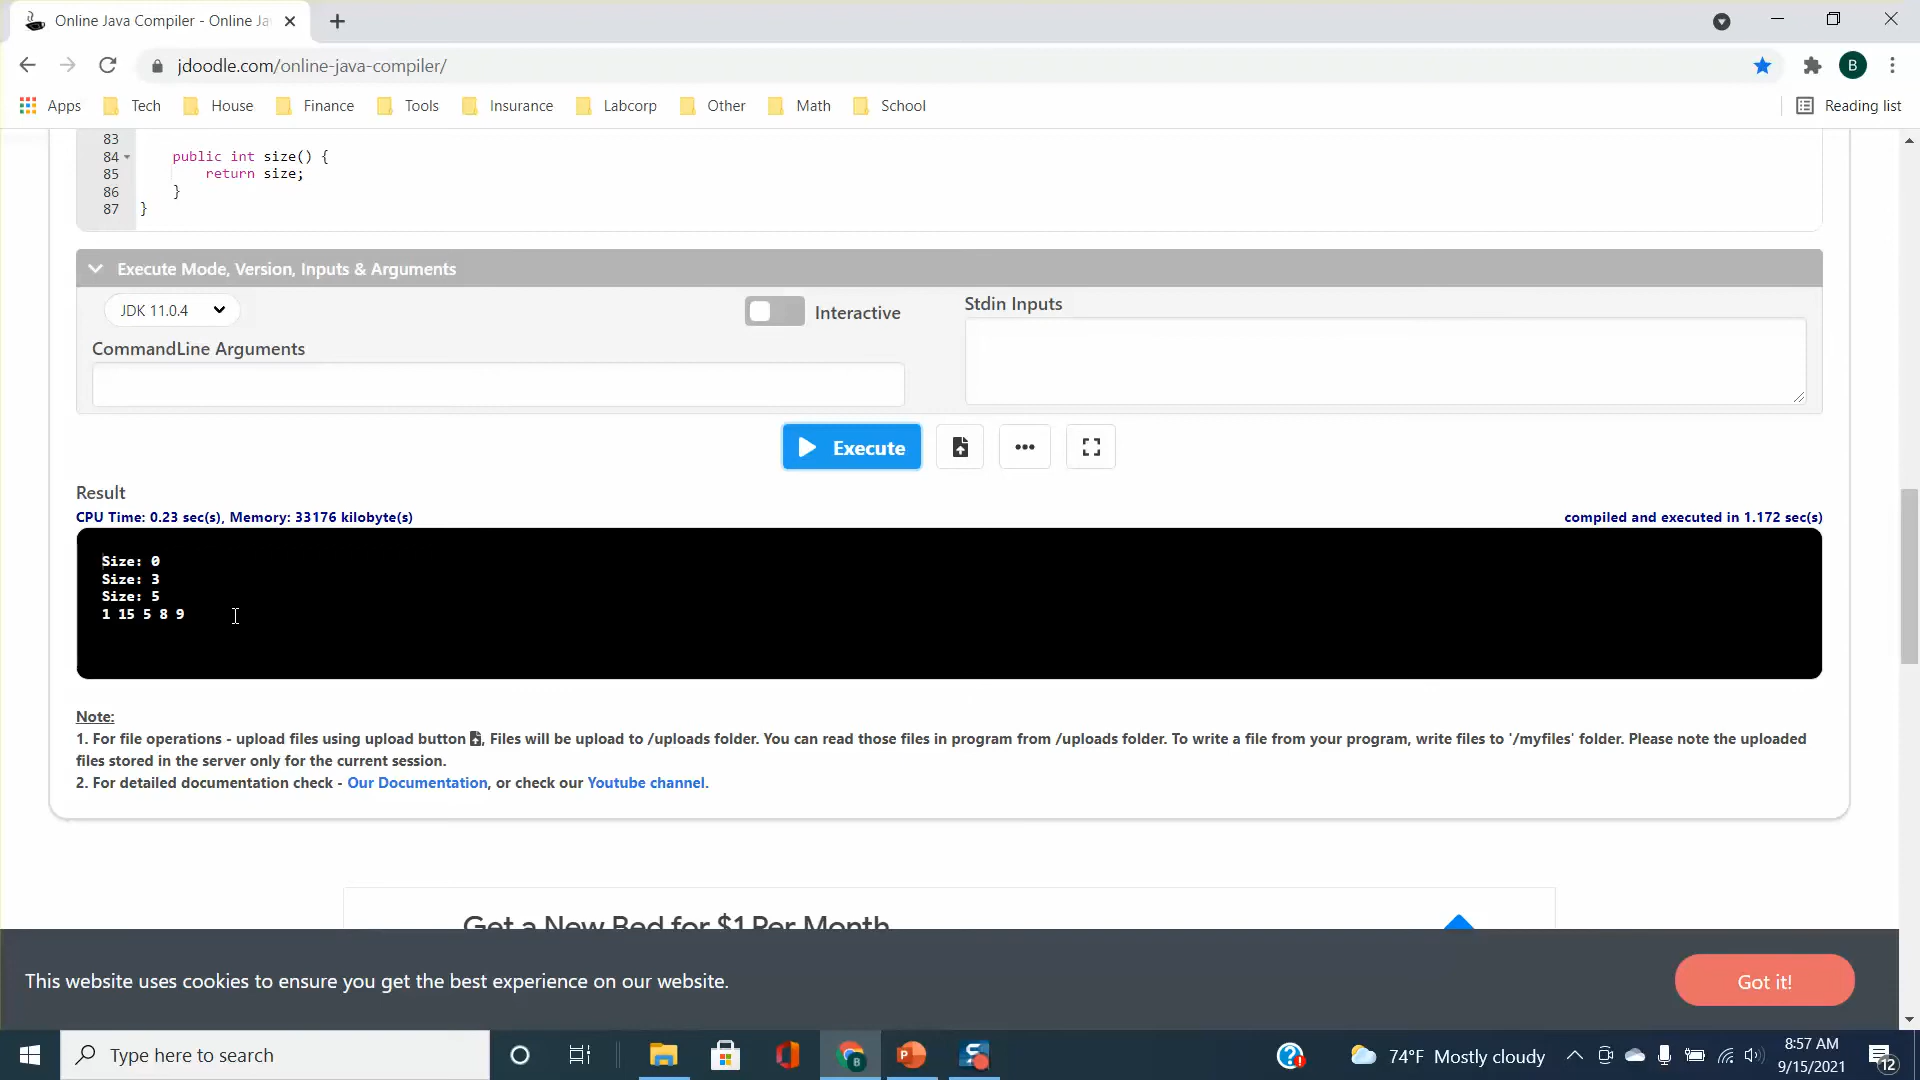 Online Java Compiler - Online Ja
jdoodle.com/online-java-compiler/
B
Apps Tech House Finance Tools Insurance Labcorp Other Math School Reading list
83
84 public int size() {
85 return size;
86 }
87 }
Execute Mode, Version, Inputs & Arguments
JDK 11.0.4
Interactive
Stdin Inputs
CommandLine Arguments
Execute
Result
CPU Time: 0.23 sec(s), Memory: 33176 kilobyte(s) compiled and executed in 1.172 sec(s)
Size: 0
Size: 3
Size: 5
1 15 5 8 9
Note:
1. For file operations - upload files using upload button , Files will be upload to /uploads folder. You can read those files in program from /uploads folder. To write a file from your program, write files to '/myfiles' folder. Please note the uploaded
files stored in the server only for the current session.
2. For detailed documentation check - Our Documentation, or check our Youtube channel.
Get a New Bed for $1 Per Month
This website uses cookies to ensure you get the best experience on our website.
Got it!
Type here to search
74°F Mostly cloudy
8:57 AM
9/15/2021
12